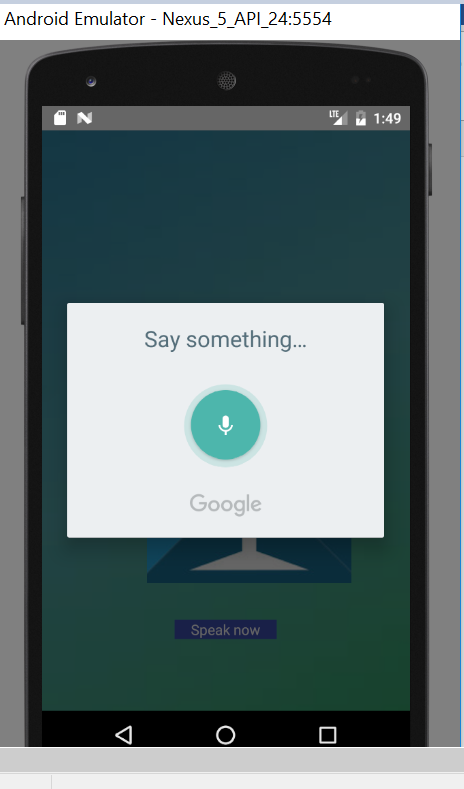 Android Emulator - Nexus_5_API_24:5554
LTE 1:49
Say something...
Google
Speak now